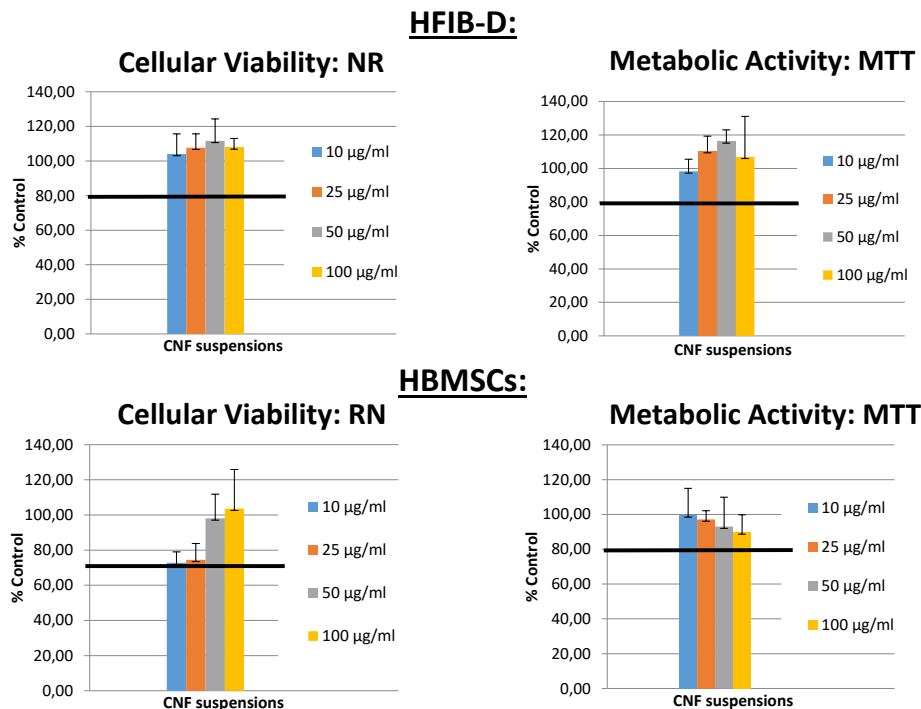 HFIB-D:
Cellular Viability: NR
140,00
120,00
100,00
80,00
60,00
40,00
20,00
0,00
% Control
CNF suspensions
10 µg/ml
25 µg/ml
50 µg/ml
100 µg/ml
Metabolic Activity: MTT
140,00
120,00
100,00
80,00
60,00
40,00
20,00
0,00
% Control
CNF suspensions
10 µg/ml
25 µg/ml
50 µg/ml
100 µg/ml
HBMSCs:
Cellular Viability: RN
140,00
120,00
100,00
80,00
60,00
40,00
20,00
0,00
% Control
CNF suspensions
10 µg/ml
25 µg/ml
50 µg/ml
100 µg/ml
Metabolic Activity: MTT
140,00
120,00
100,00
80,00
60,00
40,00
20,00
0,00
% Control
CNF suspensions
10 µg/ml
25 µg/ml
50 µg/ml
100 µg/ml